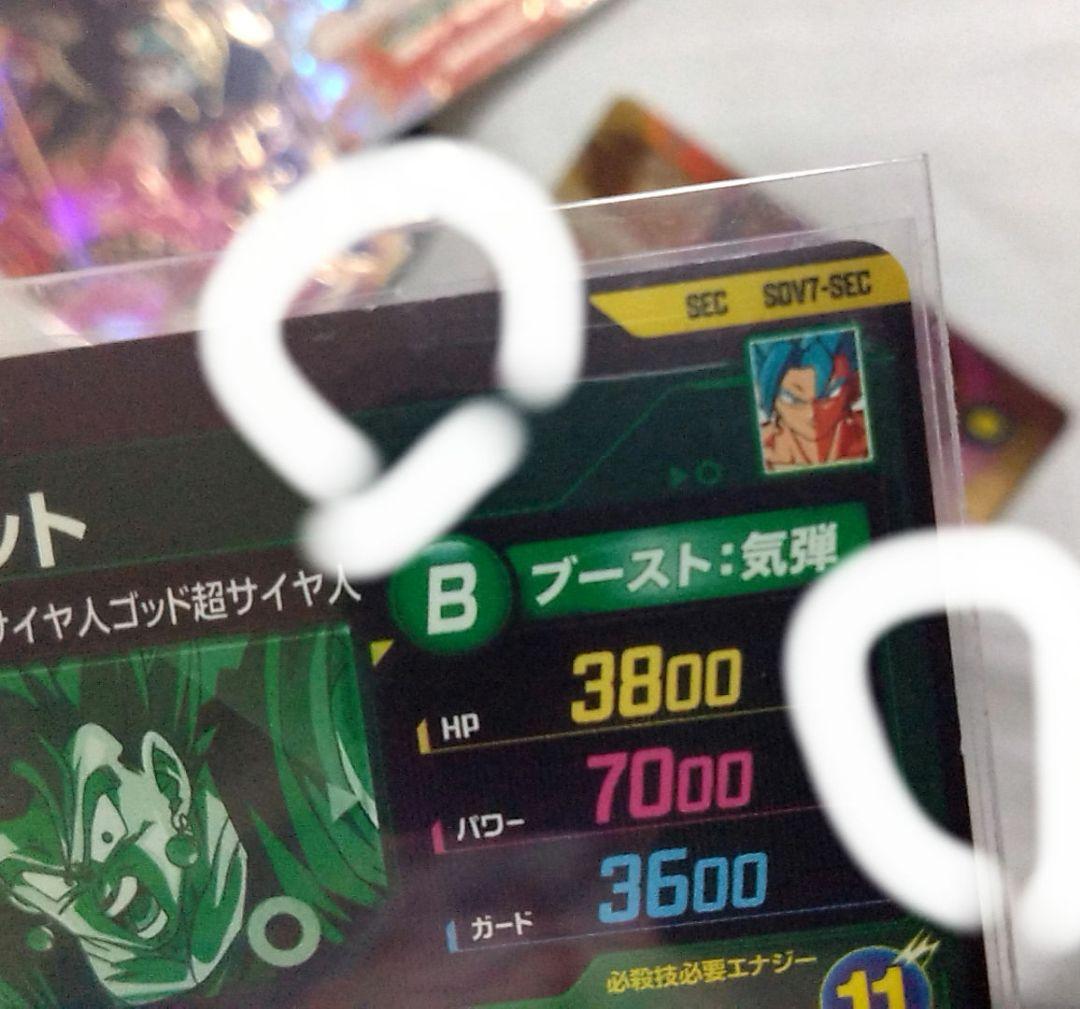 SEC SDV7-SEC
ット
サイヤ人ゴッド超サイヤ人
B ブースト:気弾
HP 3800
パワー 7000
ガード 3600
必殺技必要エナジー 11